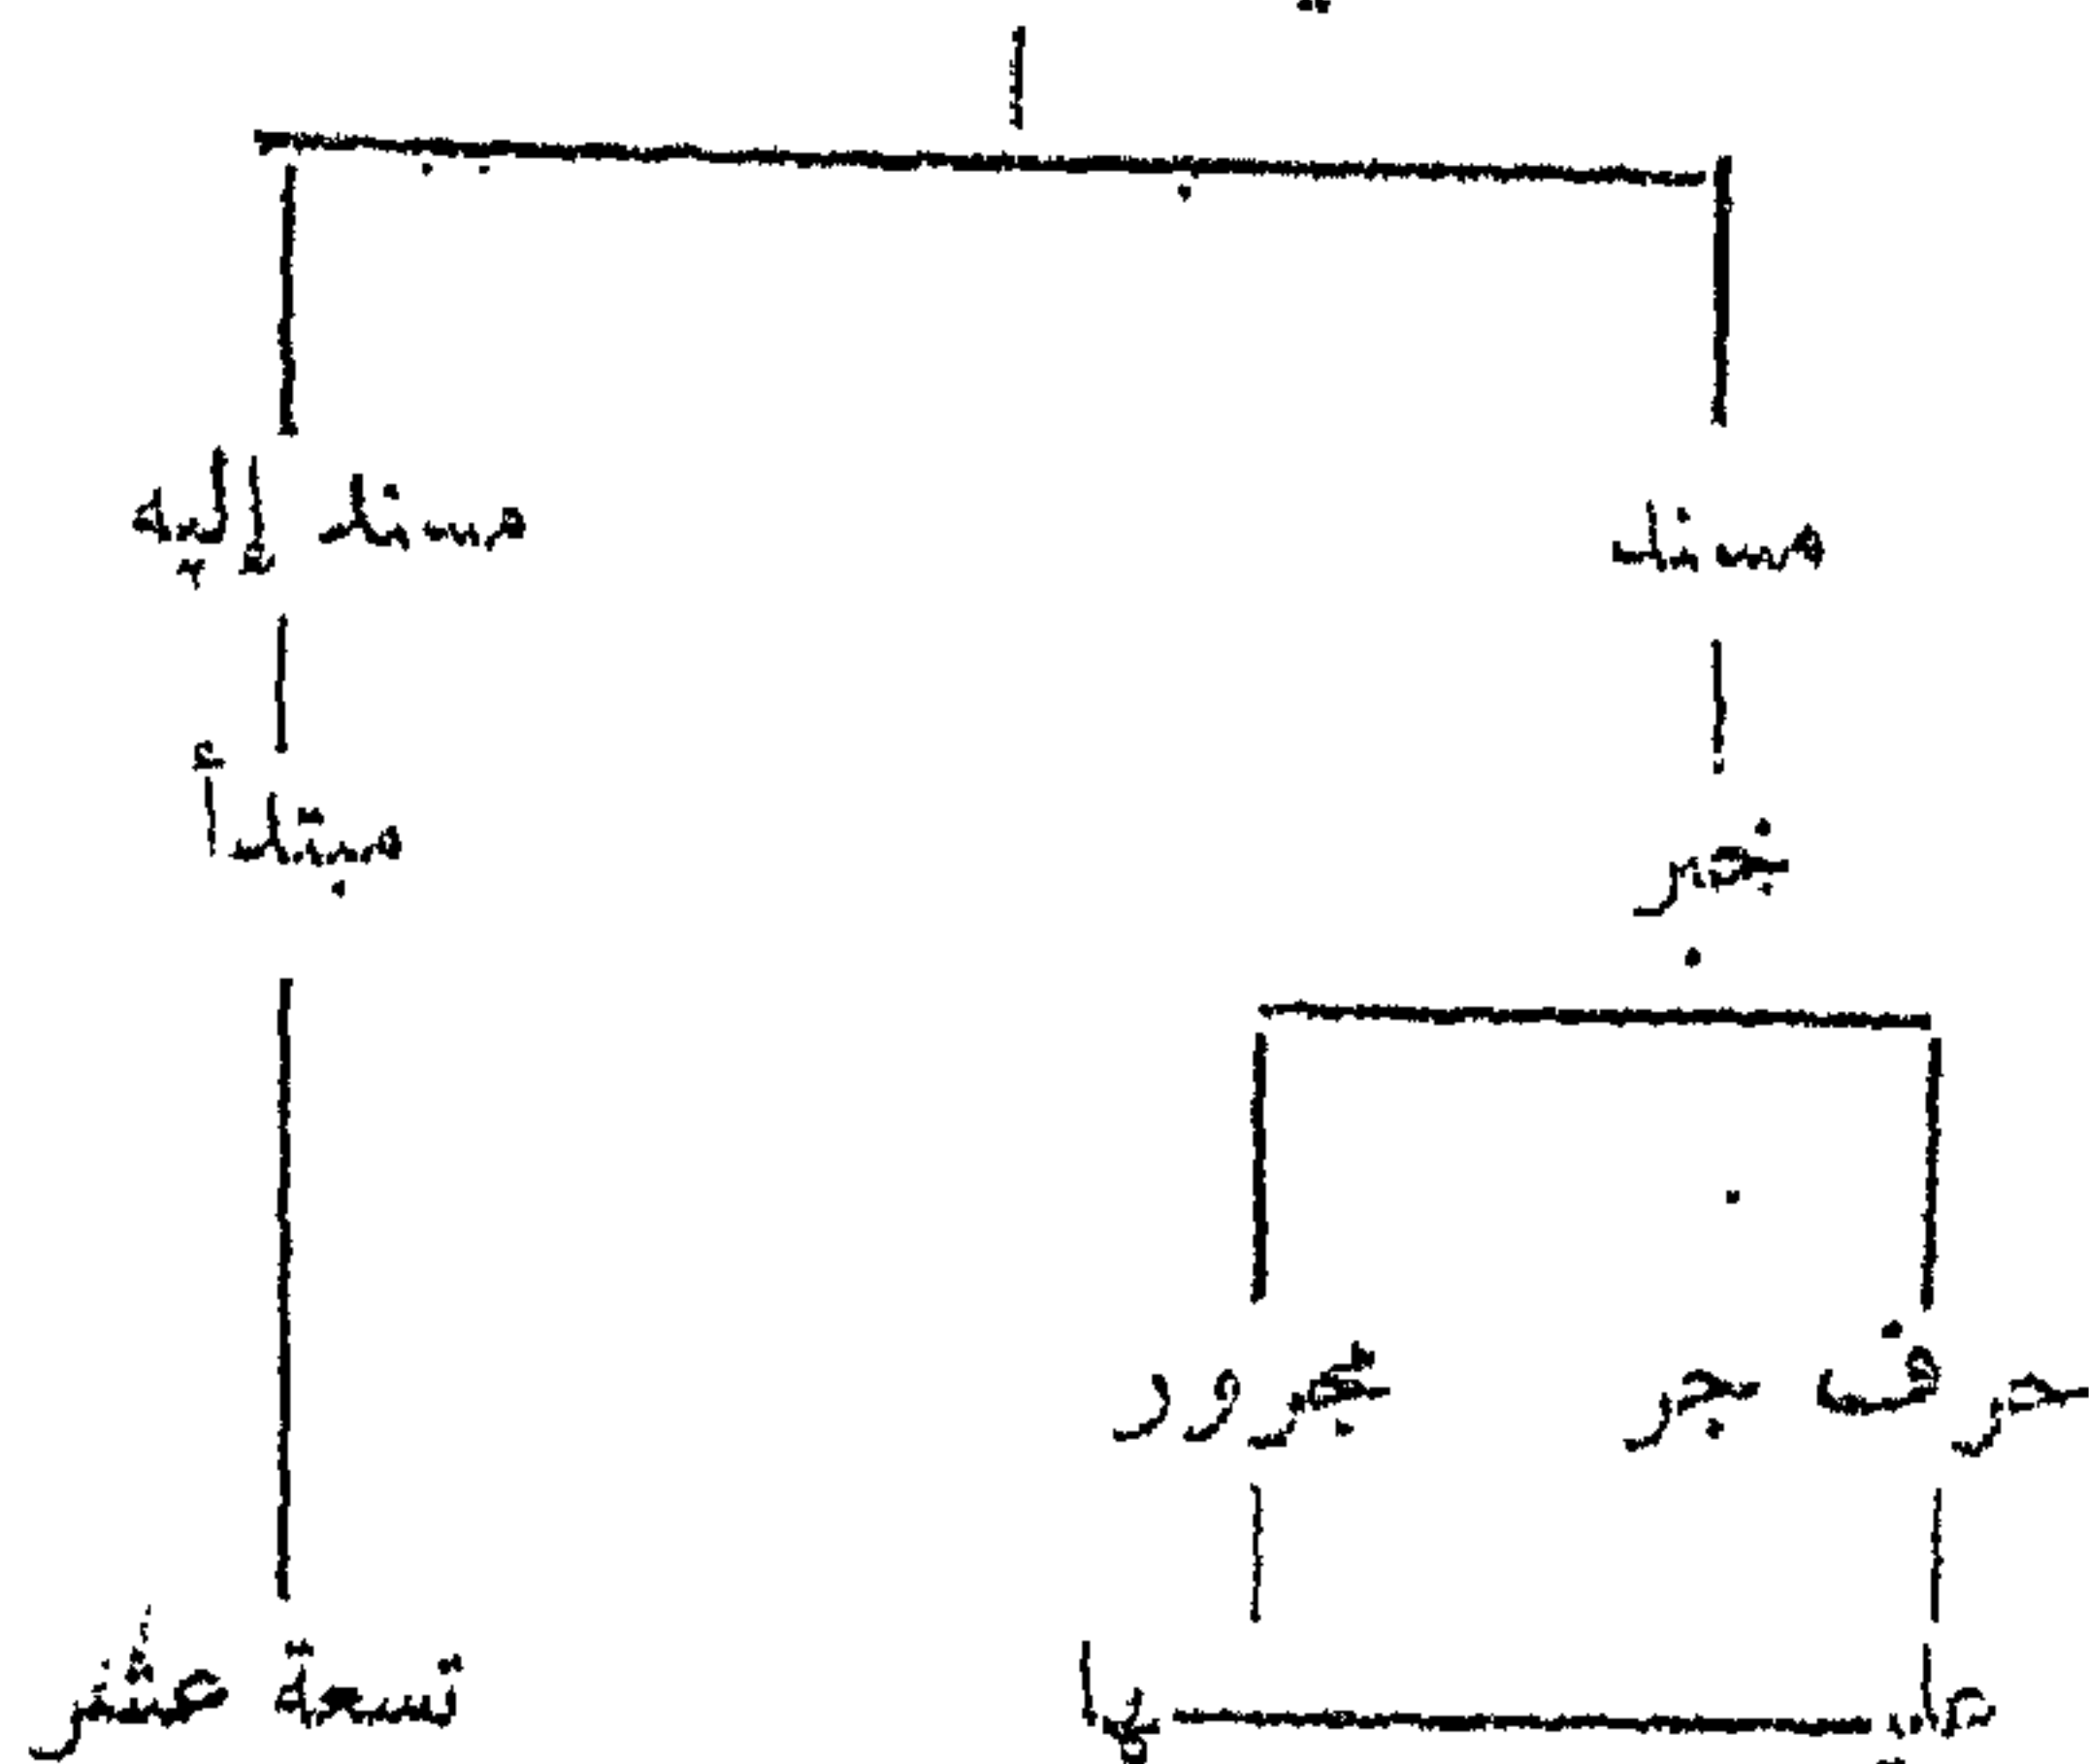 مسند مسند إليه
خبر مبتدأ
حرف جر مجرور
عليها تسعة عشر